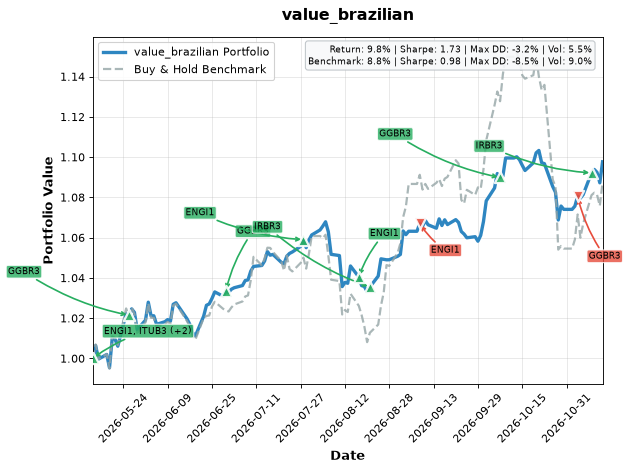 value_brazilian
value_brazilian Portfolio
Buy & Hold Benchmark
Return: 9.8% | Sharpe: 1.73 | Max DD: -3.2% | Vol: 5.5%
Benchmark: 8.8% | Sharpe: 0.98 | Max DD: -8.5% | Vol: 9.0%
Portfolio Value
1.14
1.12
1.10
1.08
1.06
1.04
1.02
1.00
GGBR3
IRBR3
ENGI1
IRBR3
ENGI1
ENGI1
GGBR3
GGBR3
ENGI1, ITUB3 (+2)
2026-05-24
2026-06-09
2026-06-25
2026-07-11
2026-07-27
2026-08-12
2026-08-28
2026-09-13
2026-09-29
2026-10-15
2026-10-31
Date